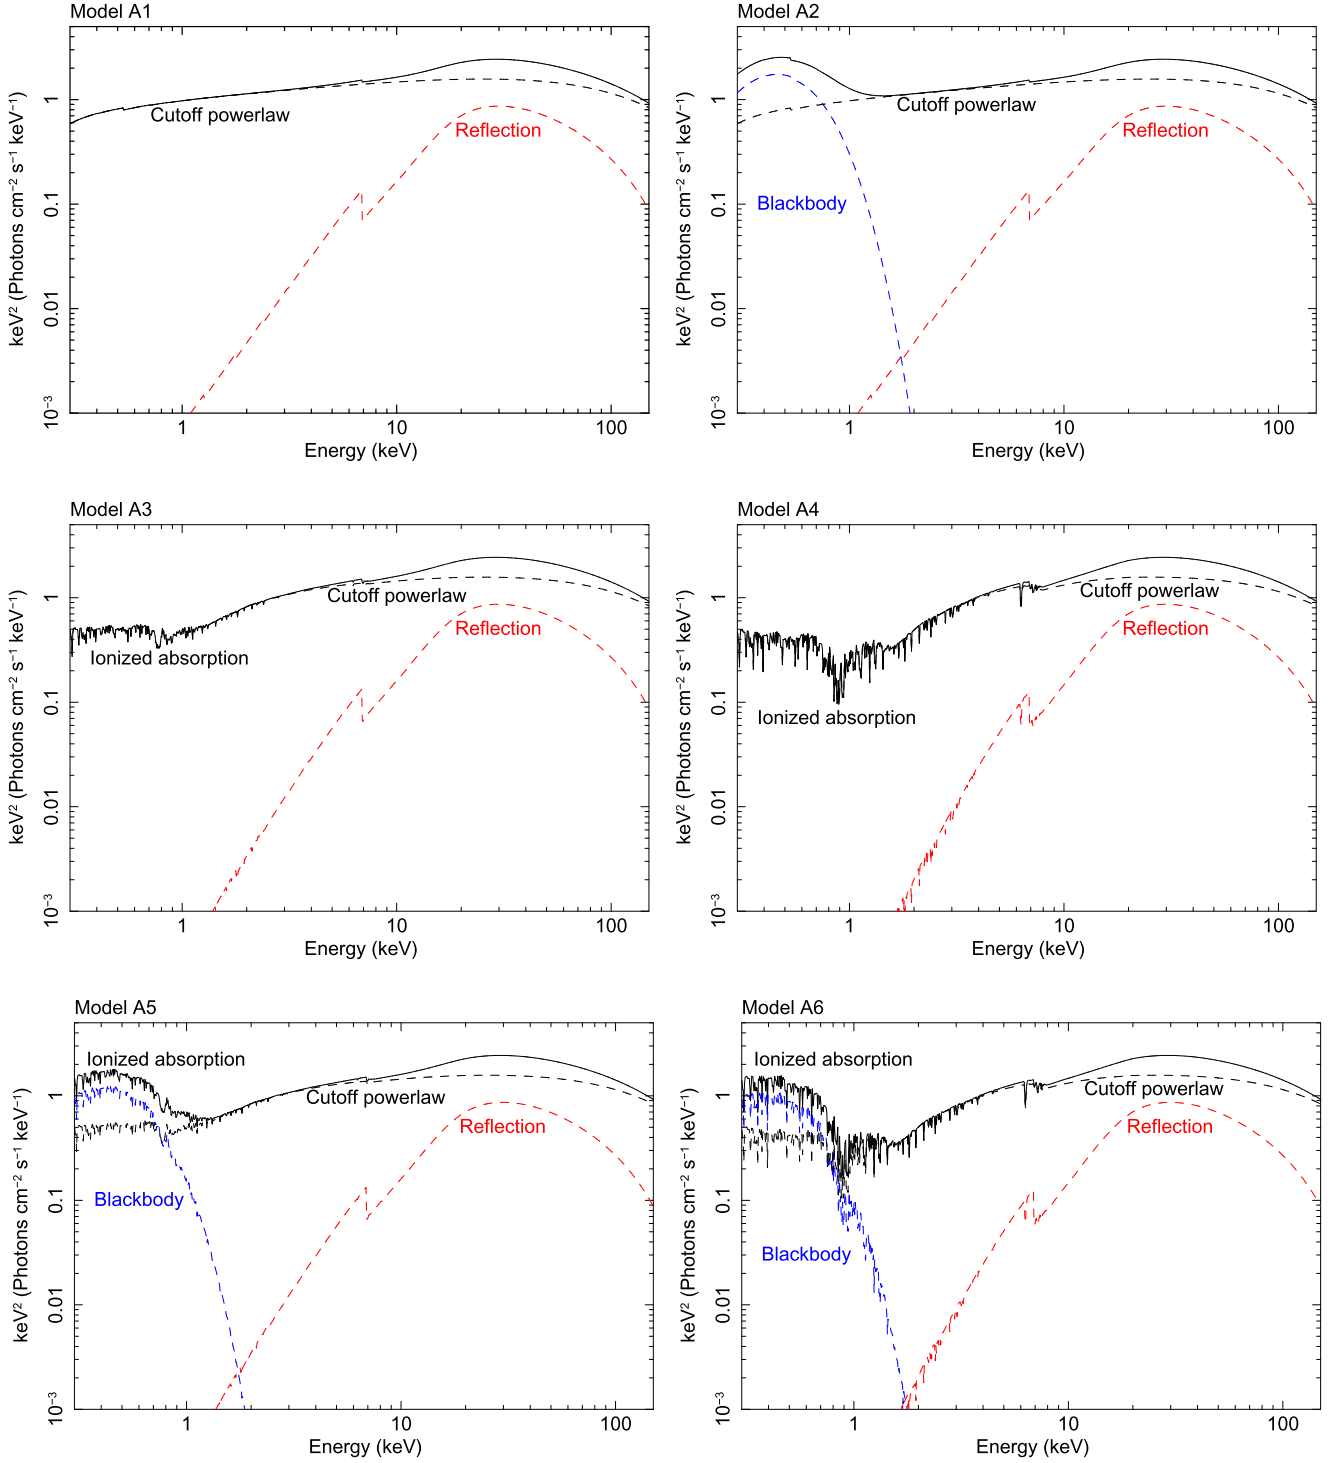 Model A1
keV² (Photons cm⁻² s⁻¹ keV⁻¹)
1
0.1
0.01
10⁻³
Cutoff powerlaw
Reflection
1 10 100
Energy (keV)
Model A2
keV² (Photons cm⁻² s⁻¹ keV⁻¹)
1
0.1
0.01
10⁻³
Cutoff powerlaw
Reflection
Blackbody
1 10 100
Energy (keV)
Model A3
keV² (Photons cm⁻² s⁻¹ keV⁻¹)
1
0.1
0.01
10⁻³
Cutoff powerlaw
Reflection
Ionized absorption
1 10 100
Energy (keV)
Model A4
keV² (Photons cm⁻² s⁻¹ keV⁻¹)
1
0.1
0.01
10⁻³
Cutoff powerlaw
Reflection
Ionized absorption
1 10 100
Energy (keV)
Model A5
keV² (Photons cm⁻² s⁻¹ keV⁻¹)
1
0.1
0.01
10⁻³
Ionized absorption
Cutoff powerlaw
Reflection
Blackbody
1 10 100
Energy (keV)
Model A6
keV² (Photons cm⁻² s⁻¹ keV⁻¹)
1
0.1
0.01
10⁻³
Ionized absorption
Cutoff powerlaw
Reflection
Blackbody
1 10 100
Energy (keV)